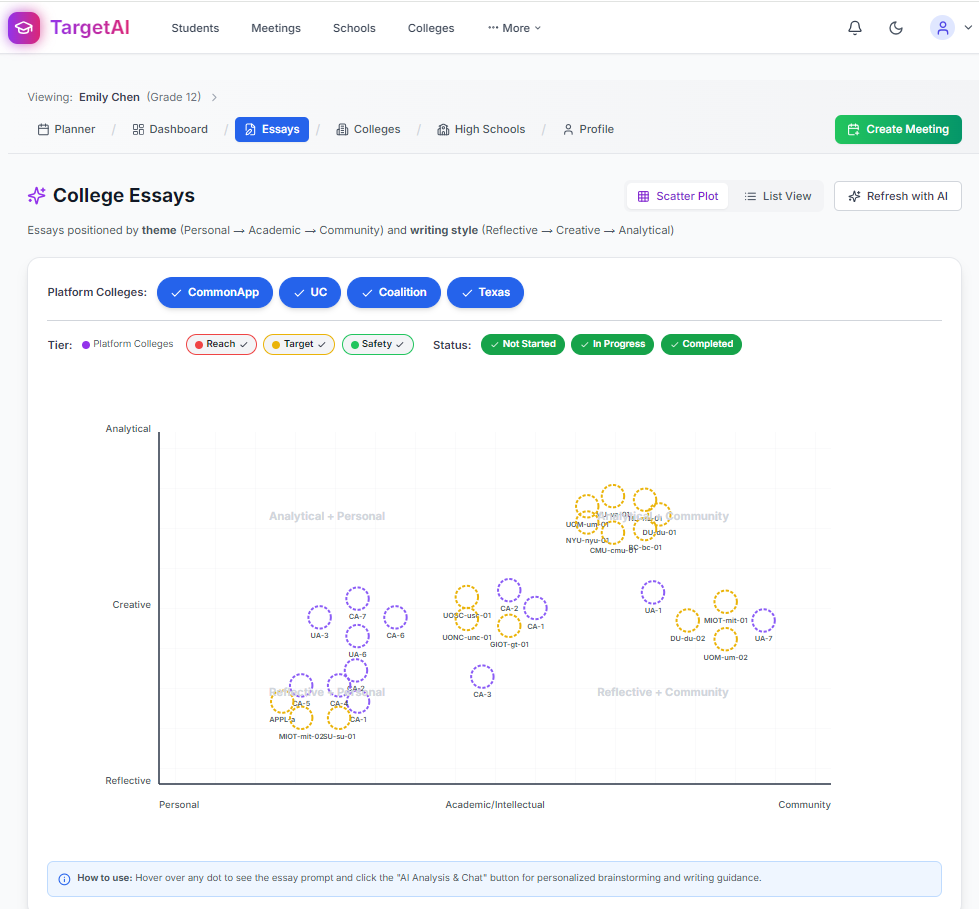 TargetAI
Students Meetings Schools Colleges ··· More
Viewing: Emily Chen (Grade 12)
Planner / Dashboard / Essays / Colleges / High Schools / Profile
Create Meeting
College Essays
Scatter Plot List View Refresh with AI
Essays positioned by theme (Personal → Academic → Community) and writing style (Reflective → Creative → Analytical)
Platform Colleges: CommonApp UC Coalition Texas
Tier: Platform Colleges Reach Target Safety Status: Not Started In Progress Completed
Analytical
Analytical + Personal
Community
UOM-um-01
DU-du-01
NYU-nyu-01
CMU-cmu-01
BC-bc-01
Creative
CA-7
UA-3
CA-6
UA-6
UOSC-usc-01
CA-2
CA-1
UONC-unc-01
GIOT-gt-01
UA-1
MIOT-mit-01
DU-du-02
UA-7
UOM-um-02
CA-3
Reflective + Personal
Reflective + Community
CA-5
CA-4
APPL-a
CA-1
MIOT-mit-02
SU-su-01
Reflective
Personal
Academic/Intellectual
Community
How to use: Hover over any dot to see the essay prompt and click the "AI Analysis & Chat" button for personalized brainstorming and writing guidance.